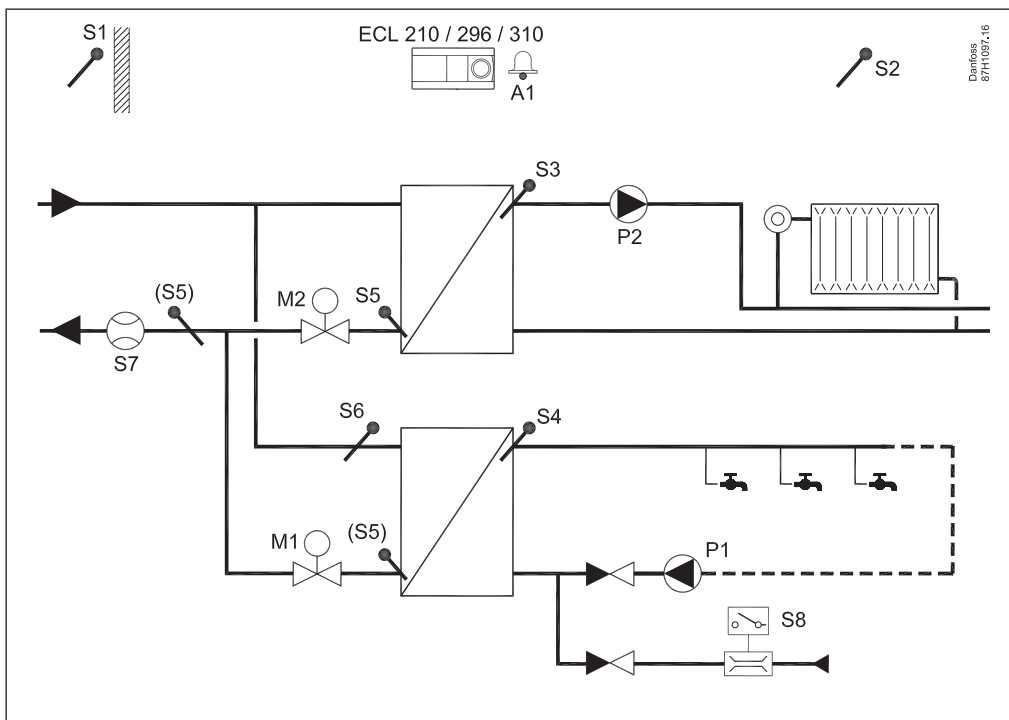 S1
ECL 210 / 296 / 310
A1
S2
Danfoss
87H1097.16
S3
P2
(S5)
M2
S5
S7
S6
S4
M1
(S5)
P1
S8